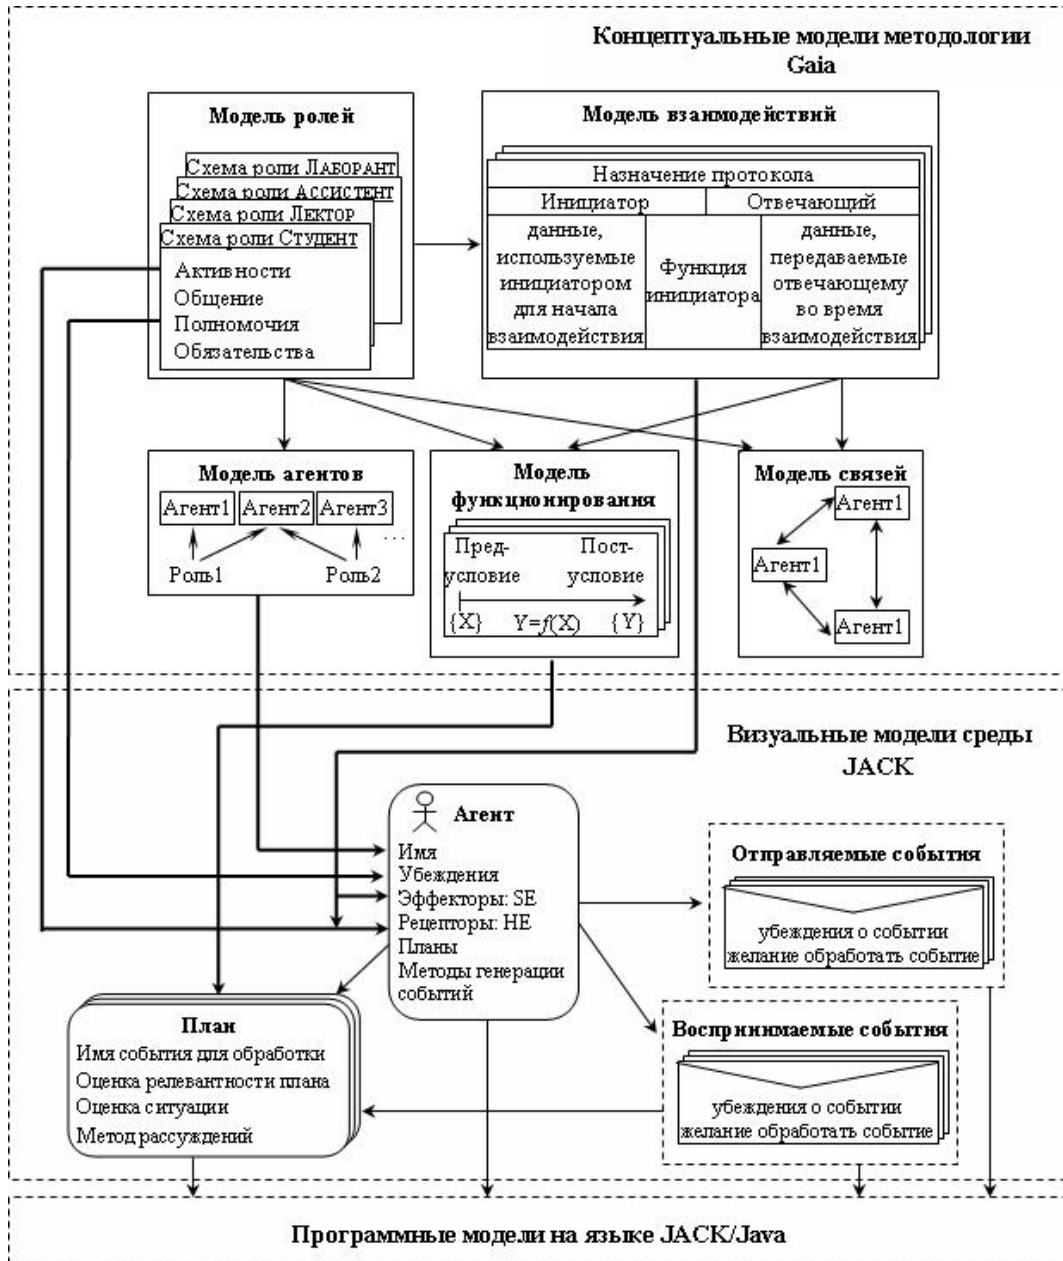 Концептуальные модели методологии
Gaia
Модель ролей
Схема роли ЛАБОРАНТ
Схема роли АССИСТЕНТ
Схема роли ЛЕКТОР
Схема роли СТУДЕНТ
Активности
Общение
Полномочия
Обязательства
Модель взаимодействий
Назначение протокола
Инициатор
Отвечающий
данные,
используемые
инициатором
для начала
взаимодействия
Функция
инициатора
данные,
передаваемые
отвечающему
во время
взаимодействия
Модель агентов
Агент1 Агент2 Агент3
...
Роль1 Роль2
Модель
функционирования
Пред-
условие
Пост-
условие
{X} Y=f(X) {Y}
Модель связей
Агент1
Агент1
Агент1
Визуальные модели среды
JACK
Агент
Имя
Убеждения
Эффекторы: SE
Рецепторы: HE
Планы
Методы генерации
событий
Отправляемые события
убеждения о событии
желание обработать событие
Воспринимаемые события
убеждения о событии
желание обработать событие
План
Имя события для обработки
Оценка релевантности плана
Оценка ситуации
Метод рассуждений
Программные модели на языке JACK/Java